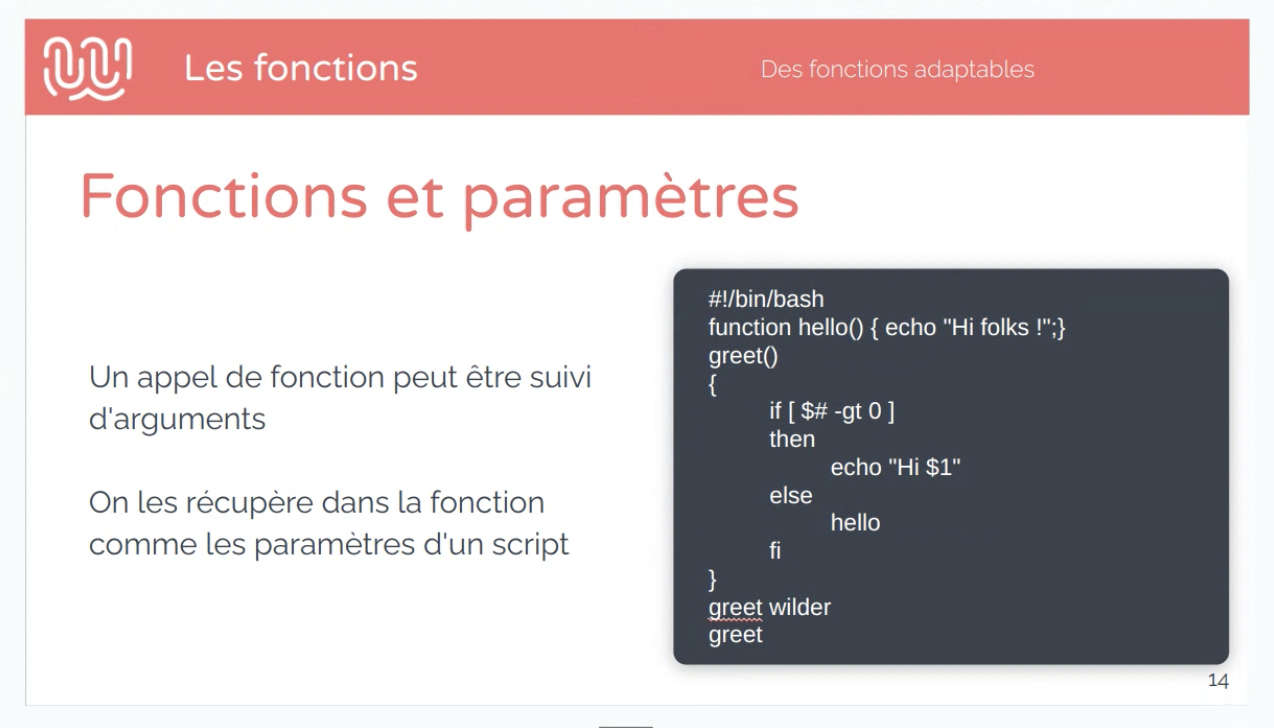 Les fonctions
Des fonctions adaptables
Fonctions et paramètres
Un appel de fonction peut être suivi
d'arguments
On les récupère dans la fonction
comme les paramètres d'un script
#!/bin/bash
function hello() { echo "Hi folks !";}
greet()
{
if [ $# -gt 0 ]
then
echo "Hi $1"
else
hello
fi
}
greet wilder
greet
14